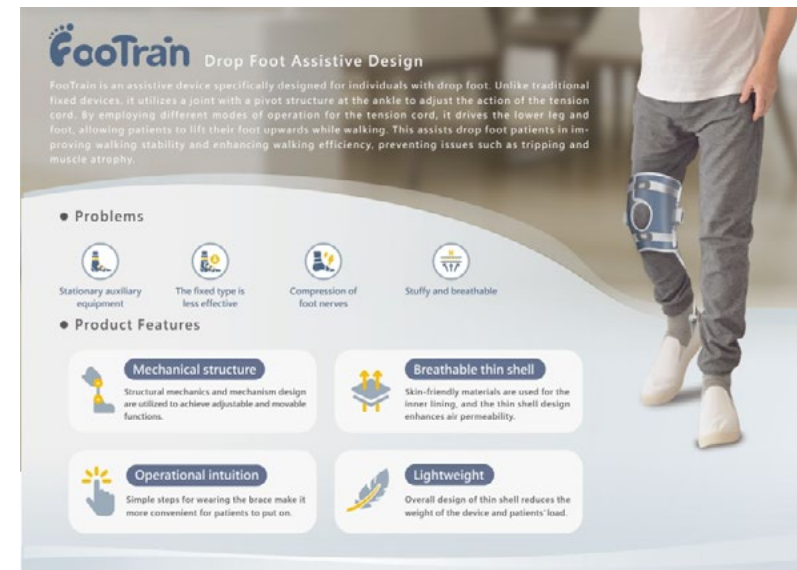 FooTrain Drop Foot Assistive Design
FooTrain is an assistive device specifically designed for individuals with drop foot. Unlike traditional
fixed devices, it utilizes a joint with a pivot structure at the ankle to adjust the action of the tension
cord. By employing different modes of operation for the tension cord, it drives the lower leg and
foot, allowing patients to lift their foot upwards while walking. This assists drop foot patients in im-
proving walking stability and enhancing walking efficiency, preventing issues such as tripping and
muscle atrophy.
Problems
Stationary auxiliary
equipment
The fixed type is
less effective
Compression of
foot nerves
Stuffy and breathable
Product Features
Mechanical structure
Structural mechanics and mechanism design
are utilized to achieve adjustable and movable
functions.
Breathable thin shell
Skin-friendly materials are used for the
inner lining, and the thin shell design
enhances air permeability.
Operational intuition
Simple steps for wearing the brace make it
more convenient for patients to put on.
Lightweight
Overall design of thin shell reduces the
weight of the device and patients' load.